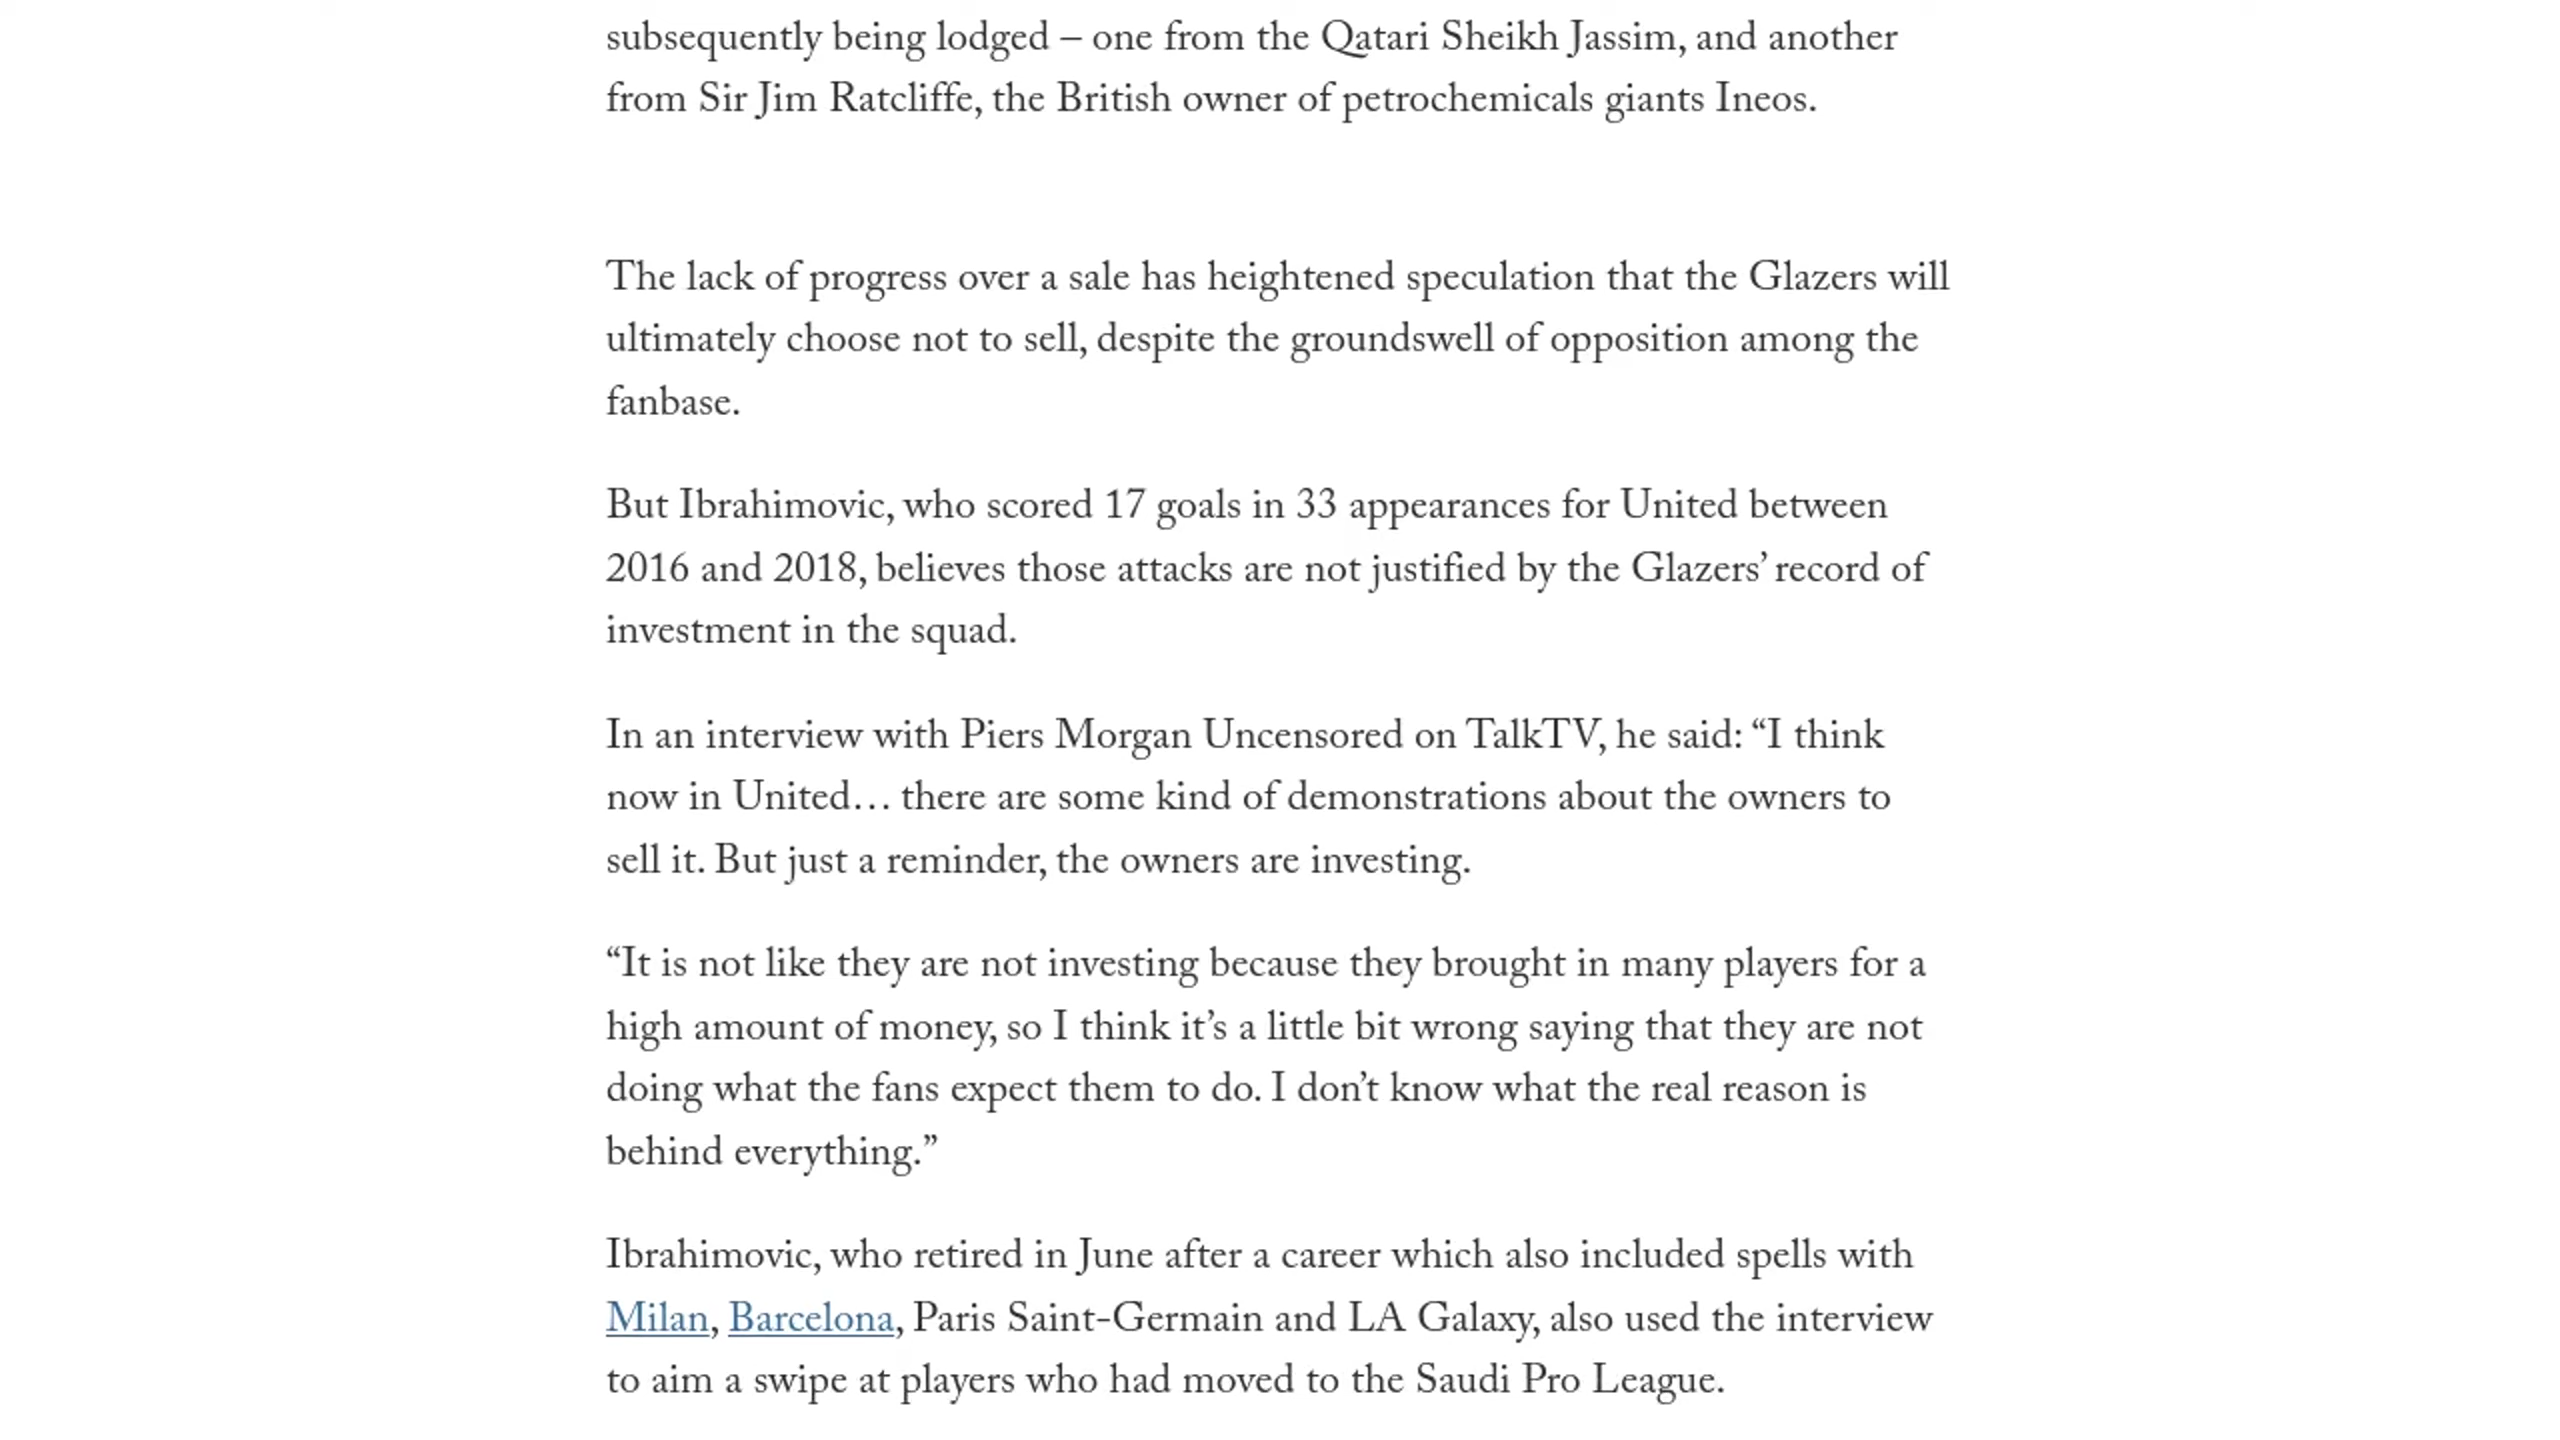 subsequently being lodged – one from the Qatari Sheikh Jassim, and another
from Sir Jim Ratcliffe, the British owner of petrochemicals giants Ineos.
The lack of progress over a sale has heightened speculation that the Glazers will
ultimately choose not to sell, despite the groundswell of opposition among the
fanbase.
But Ibrahimovic, who scored 17 goals in 33 appearances for United between
2016 and 2018, believes those attacks are not justified by the Glazers’ record of
investment in the squad.
In an interview with Piers Morgan Uncensored on TalkTV, he said: “I think
now in United… there are some kind of demonstrations about the owners to
sell it. But just a reminder, the owners are investing.
“It is not like they are not investing because they brought in many players for a
high amount of money, so I think it’s a little bit wrong saying that they are not
doing what the fans expect them to do. I don’t know what the real reason is
behind everything.”
Ibrahimovic, who retired in June after a career which also included spells with
Milan, Barcelona, Paris Saint-Germain and LA Galaxy, also used the interview
to aim a swipe at players who had moved to the Saudi Pro League.